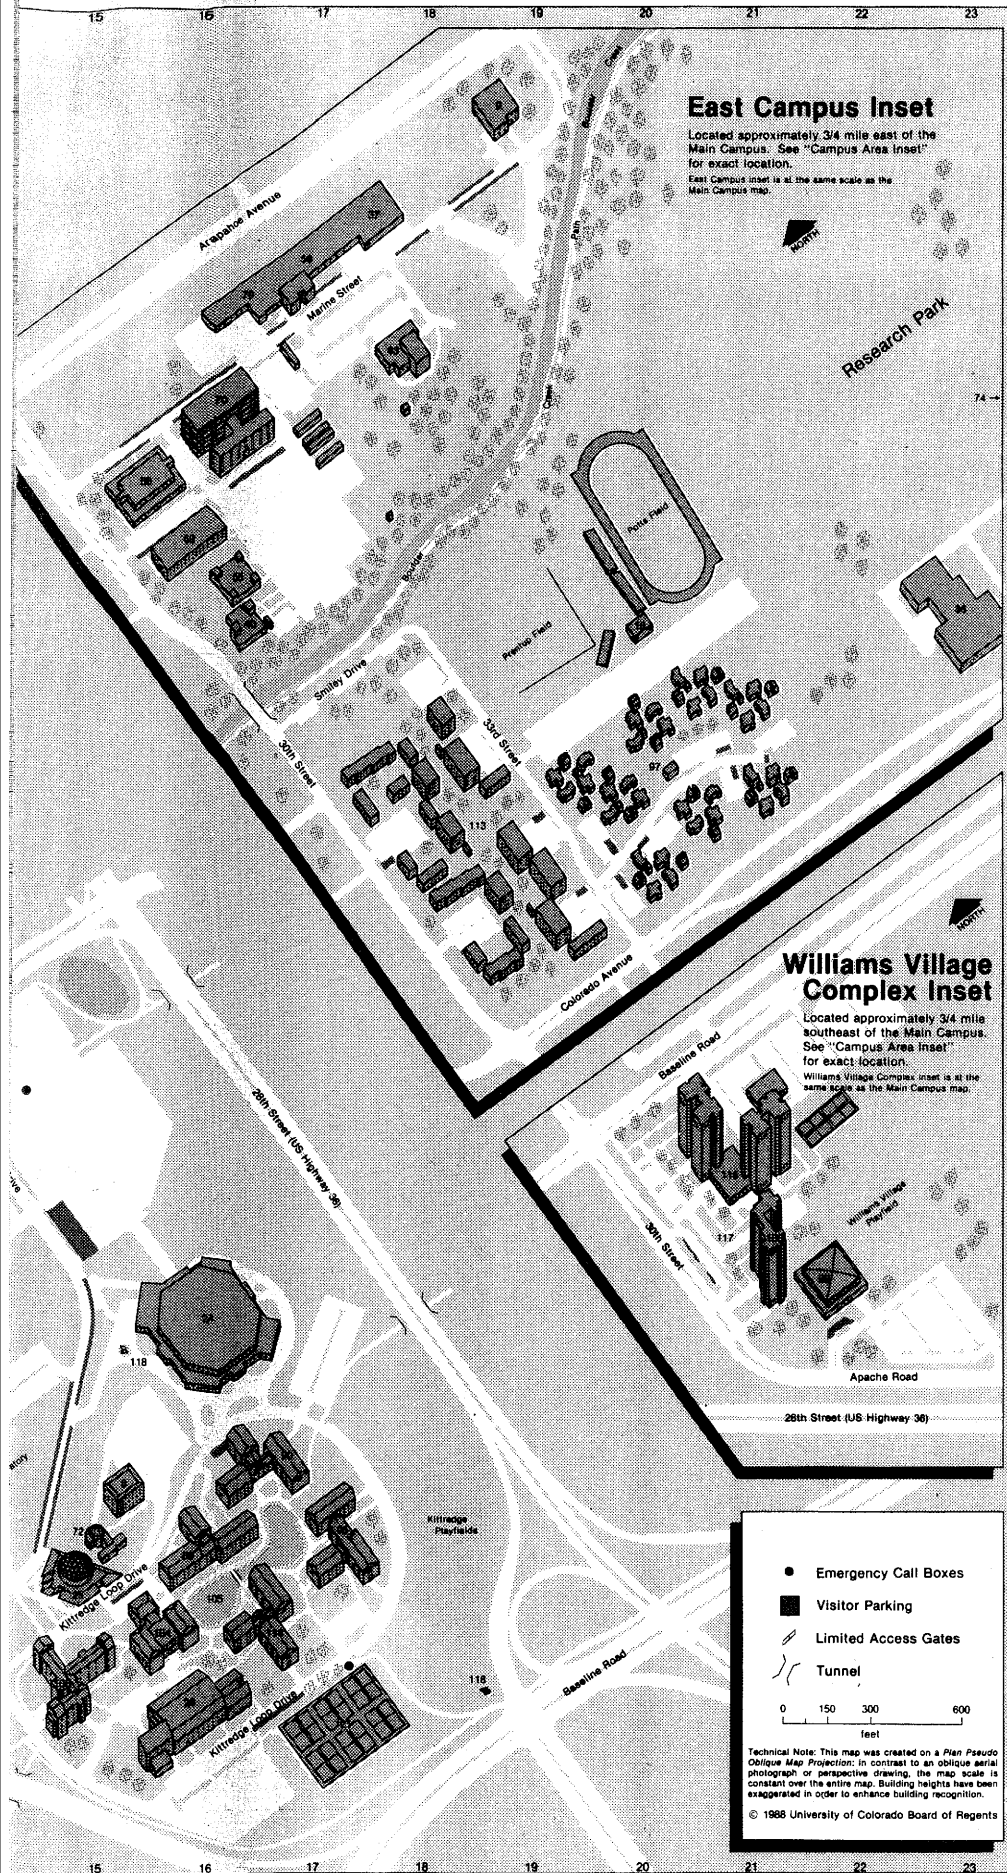 15 16 17 18 19 20 21 22 23
East Campus Inset
Located approximately 3/4 mile east of the
Main Campus. See "Campus Area Inset"
for exact location.
East Campus inset is at the same scale as the
Main Campus map.
NORTH
Boulder Creek
Path
Creek
Arapahoe Avenue
Marine Street
Research Park
74
Potts Field
Prentup Field
Boulder
Smiley Drive
30th Street
33rd Street
97
113
Colorado Avenue
NORTH
Williams Village
Complex Inset
Located approximately 3/4 mile
southeast of the Main Campus.
See "Campus Area Inset"
for exact location.
Williams Village Complex inset is at the
same scale as the Main Campus map.
Baseline Road
30th Street
117
Williams Village
Playfield
Apache Road
28th Street (US Highway 36)
28th Street (US Highway 36)
118
72
Kittredge
Playfields
Kittredge Loop Drive
105
118
Baseline Road
Kittredge Loop Drive
Emergency Call Boxes
Visitor Parking
Limited Access Gates
Tunnel
0 150 300 600
feet
Technical Note: This map was created on a Plan Pseudo
Oblique Map Projection: in contrast to an oblique aerial
photograph or perspective drawing, the map scale is
constant over the entire map. Building heights have been
exaggerated in order to enhance building recognition.
© 1988 University of Colorado Board of Regents
15 16 17 18 19 20 21 22 23